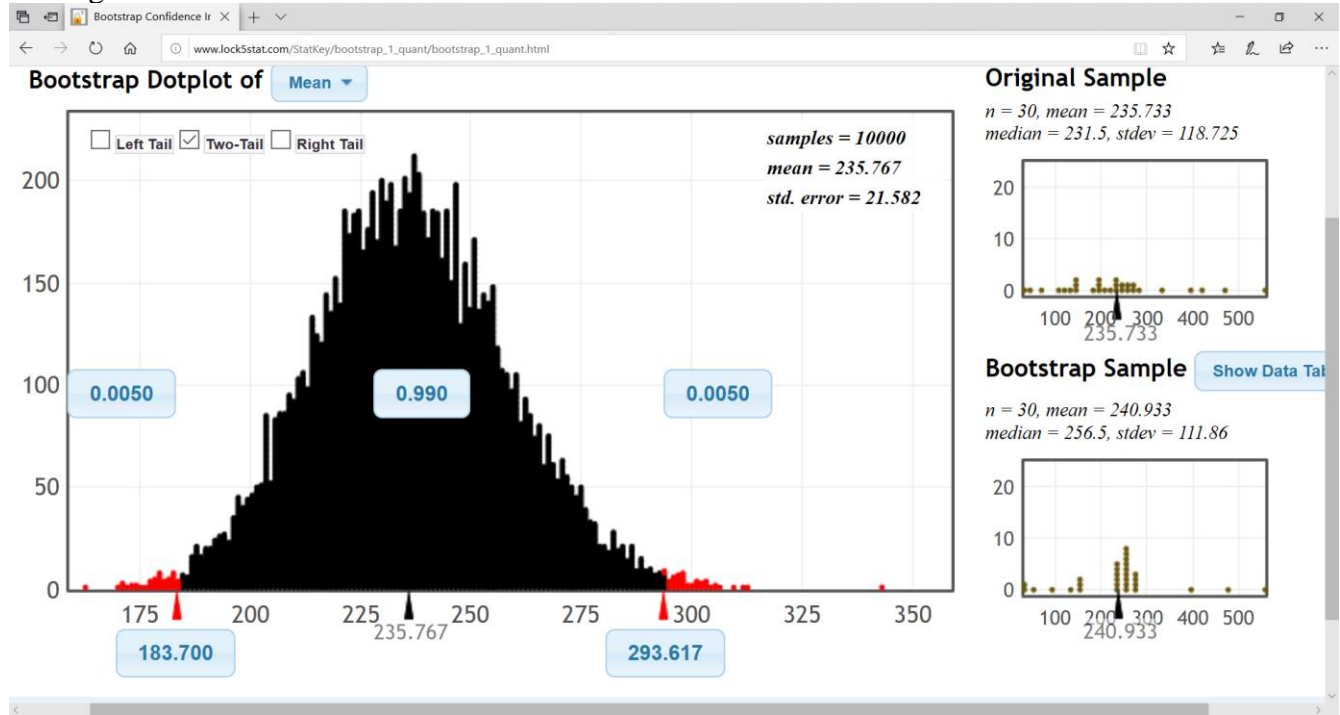 Bootstrap Confidence Ir
www.lock5stat.com/StatKey/bootstrap_1_quant/bootstrap_1_quant.html
Bootstrap Dotplot of Mean
Left Tail Two-Tail Right Tail
samples = 10000
mean = 235.767
std. error = 21.582
200
150
100
50
0
0.0050 0.990 0.0050
175 200 225 250 275 300 325 350
235.767
183.700 293.617
Original Sample
n = 30, mean = 235.733
median = 231.5, stdev = 118.725
20
10
0
100 200 300 400 500
235.733
Bootstrap Sample Show Data Tab
n = 30, mean = 240.933
median = 256.5, stdev = 111.86
20
10
0
100 200 300 400 500
240.933